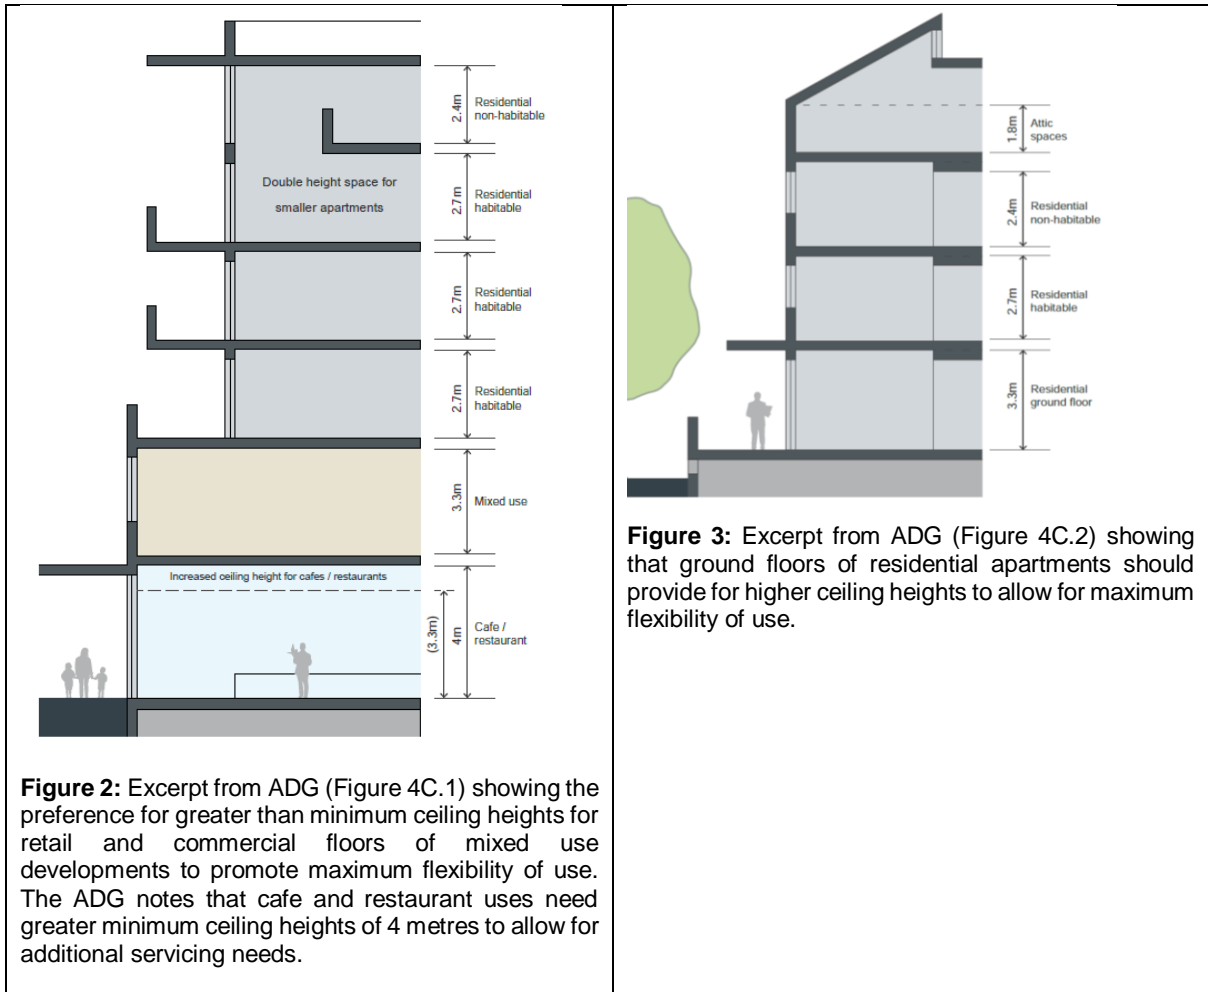 2.4m
Residential
non-habitable
Double height space for
smaller apartments
2.7m
Residential
habitable
2.7m
Residential
habitable
2.7m
Residential
habitable
3.3m
Mixed use
Increased ceiling height for cafes / restaurants
(3.3m)
4m
Cafe /
restaurant
Figure 2: Excerpt from ADG (Figure 4C.1) showing the
preference for greater than minimum ceiling heights for
retail and commercial floors of mixed use
developments to promote maximum flexibility of use.
The ADG notes that cafe and restaurant uses need
greater minimum ceiling heights of 4 metres to allow for
additional servicing needs.
1.8m
Attic
spaces
2.4m
Residential
non-habitable
2.7m
Residential
habitable
3.3m
Residential
ground floor
Figure 3: Excerpt from ADG (Figure 4C.2) showing
that ground floors of residential apartments should
provide for higher ceiling heights to allow for maximum
flexibility of use.